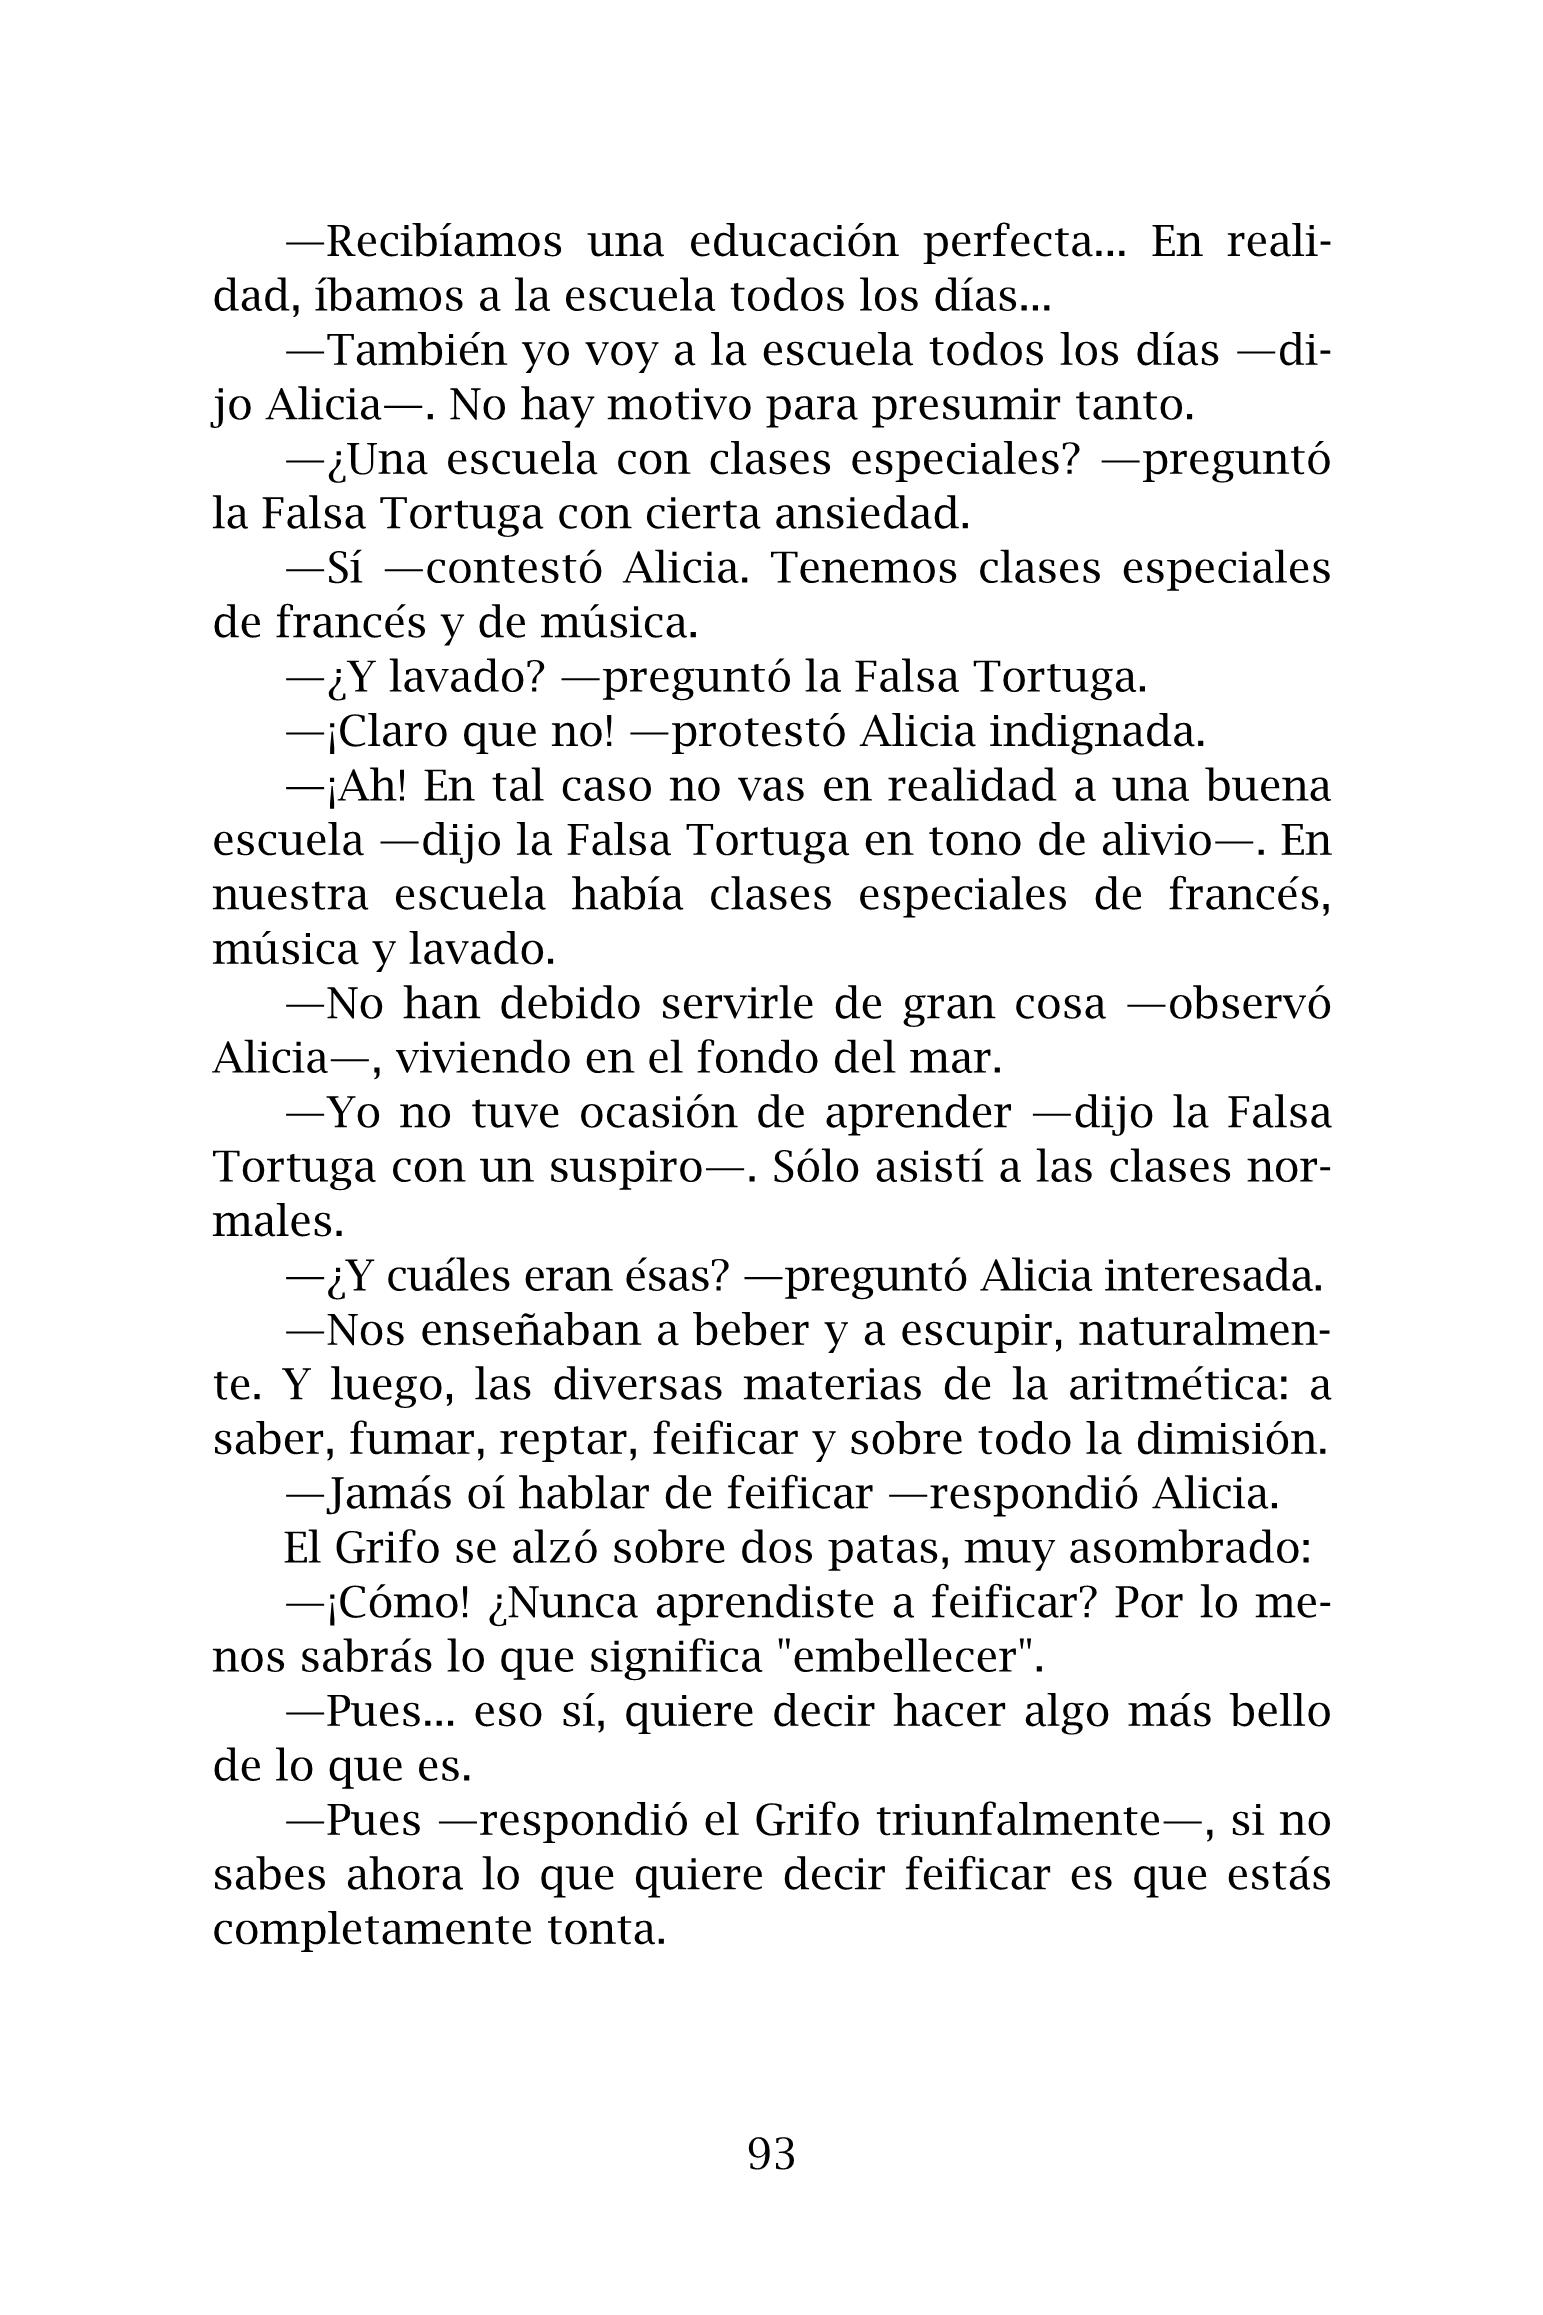 —Recibíamos una educación perfecta... En reali-
dad, íbamos a la escuela todos los días...
—También yo voy a la escuela todos los días —di-
jo Alicia—. No hay motivo para presumir tanto.
—¿Una escuela con clases especiales? —preguntó
la Falsa Tortuga con cierta ansiedad.
—Sí —contestó Alicia. Tenemos clases especiales
de francés y de música.
—¿Y lavado? —preguntó la Falsa Tortuga.
—¡Claro que no! —protestó Alicia indignada.
—¡Ah! En tal caso no vas en realidad a una buena
escuela —dijo la Falsa Tortuga en tono de alivio—. En
nuestra escuela había clases especiales de francés,
música y lavado.
—No han debido servirle de gran cosa —observó
Alicia—, viviendo en el fondo del mar.
—Yo no tuve ocasión de aprender —dijo la Falsa
Tortuga con un suspiro—. Sólo asistí a las clases nor-
males.
—¿Y cuáles eran ésas? —preguntó Alicia interesada.
—Nos enseñaban a beber y a escupir, naturalmen-
te. Y luego, las diversas materias de la aritmética: a
saber, fumar, reptar, feificar y sobre todo la dimisión.
—Jamás oí hablar de feificar —respondió Alicia.
El Grifo se alzó sobre dos patas, muy asombrado:
—¡Cómo! ¿Nunca aprendiste a feificar? Por lo me-
nos sabrás lo que significa "embellecer".
—Pues... eso sí, quiere decir hacer algo más bello
de lo que es.
—Pues —respondió el Grifo triunfalmente—, si no
sabes ahora lo que quiere decir feificar es que estás
completamente tonta.
93